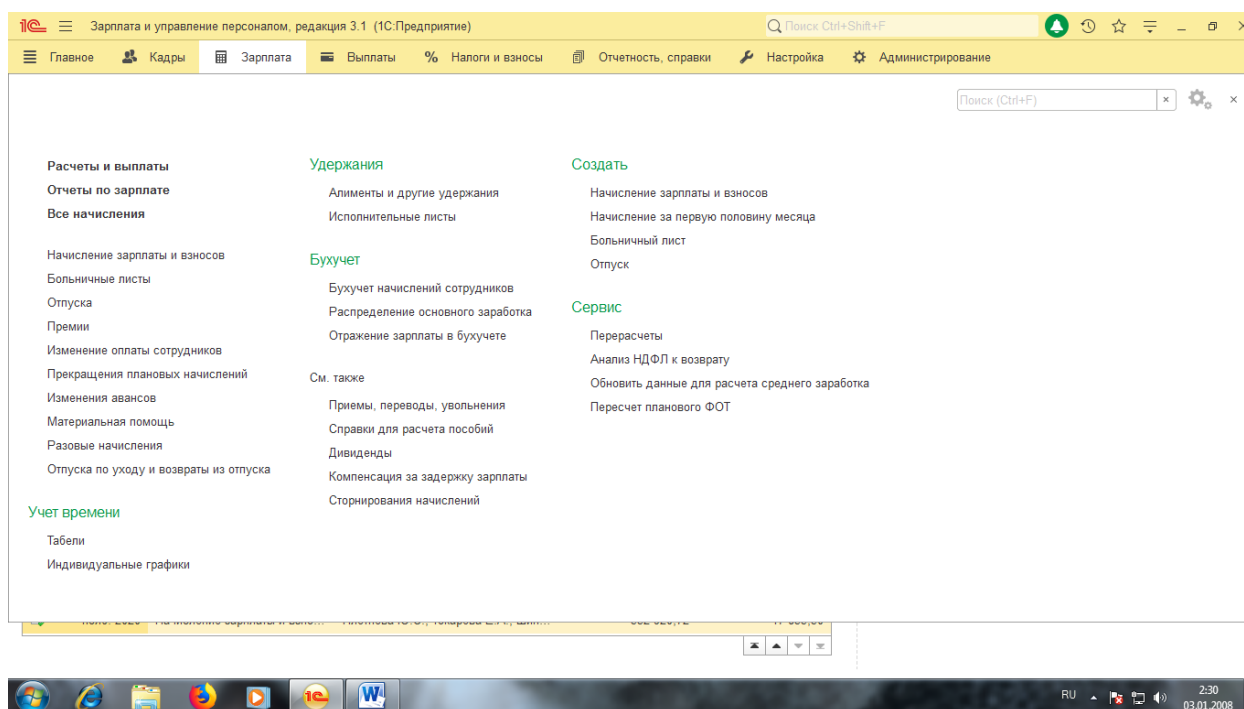 1С Зарплата и управление персоналом, редакция 3.1 (1С:Предприятие) Поиск Ctrl+Shift+F
Главное Кадры Зарплата Выплаты % Налоги и взносы Отчетность, справки Настройка Администрирование
Поиск (Ctrl+F) × ×
Расчеты и выплаты
Отчеты по зарплате
Все начисления
Начисление зарплаты и взносов
Больничные листы
Отпуска
Премии
Изменение оплаты сотрудников
Прекращения плановых начислений
Изменения авансов
Материальная помощь
Разовые начисления
Отпуска по уходу и возвраты из отпуска
Учет времени
Табели
Индивидуальные графики
Удержания
Алименты и другие удержания
Исполнительные листы
Бухучет
Бухучет начислений сотрудников
Распределение основного заработка
Отражение зарплаты в бухучете
См. также
Приемы, переводы, увольнения
Справки для расчета пособий
Дивиденды
Компенсация за задержку зарплаты
Сторнирования начислений
Создать
Начисление зарплаты и взносов
Начисление за первую половину месяца
Больничный лист
Отпуск
Сервис
Перерасчеты
Анализ НДФЛ к возврату
Обновить данные для расчета среднего заработка
Пересчет планового ФОТ
RU 2:30
03.01.2008